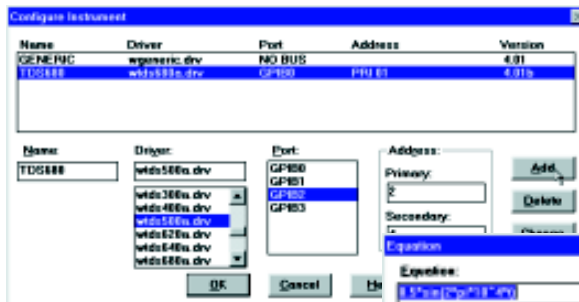 Configure Instrument
Name Driver Port Address Version
GENERIC wgeneric.drv NO BUS 4.01
TDS680 wtds680a.drv GPIB0 PRI 01 4.01b
Name: Driver: Port: Address:
TDS680 wtds500a.drv
GPIB0
GPIB1
GPIB2
GPIB3
wtds300a.drv
wtds400a.drv
wtds500a.drv
wtds620a.drv
wtds640a.drv
wtds680a.drv
Primary:
2
Secondary:
Add
Delete
OK Cancel
Equation
Equation: